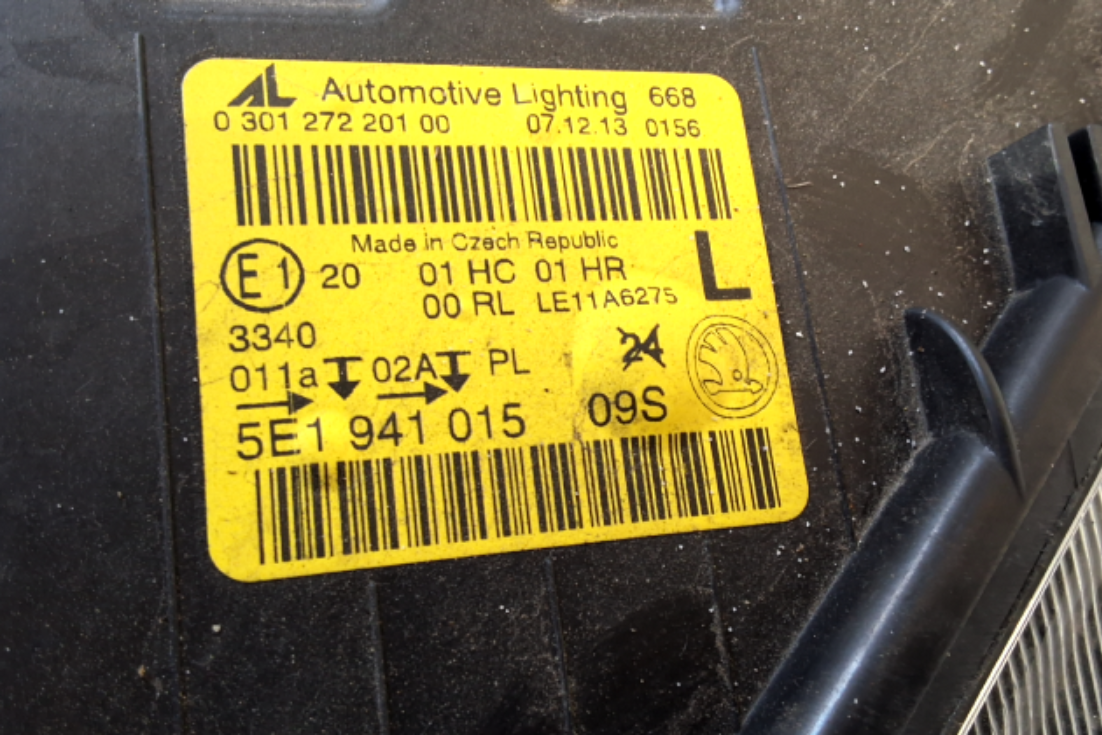 AL Automotive Lighting 668
0 301 272 201 00 07.12.13 0156
Made in Czech Republic
L
E1 20 01 HC 01 HR
00 RL LE11A6275
3340
24
011a 02A PL
5E1 941 015 09S